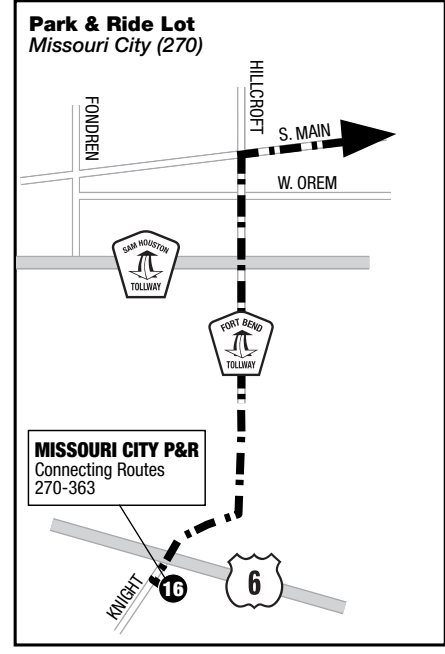 Park & Ride Lot
Missouri City (270)
HILLCROFT
FONDREN
S. MAIN
W. OREM
SAM HOUSTON
TOLLWAY
FORT BEND
TOLLWAY
MISSOURI CITY P&R
Connecting Routes
270-363
6
KNIGHT
16